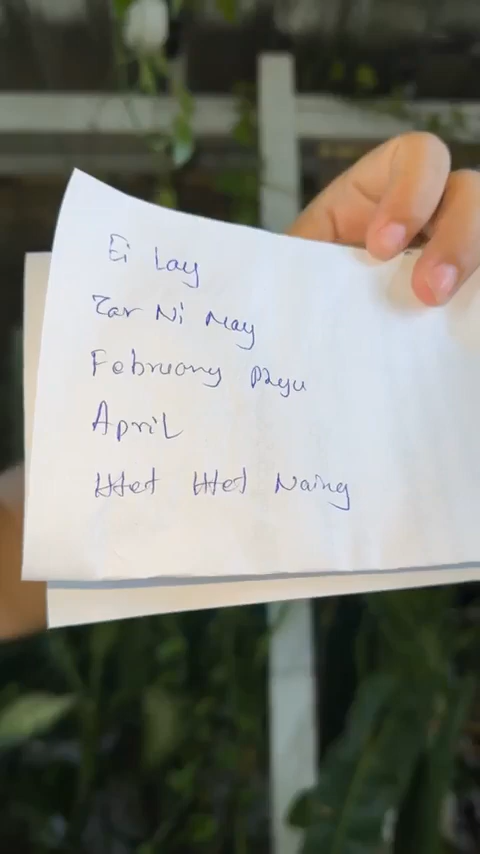 Ei Lay
Zar Ni May
February Phyu
April
Htet Htet Naing